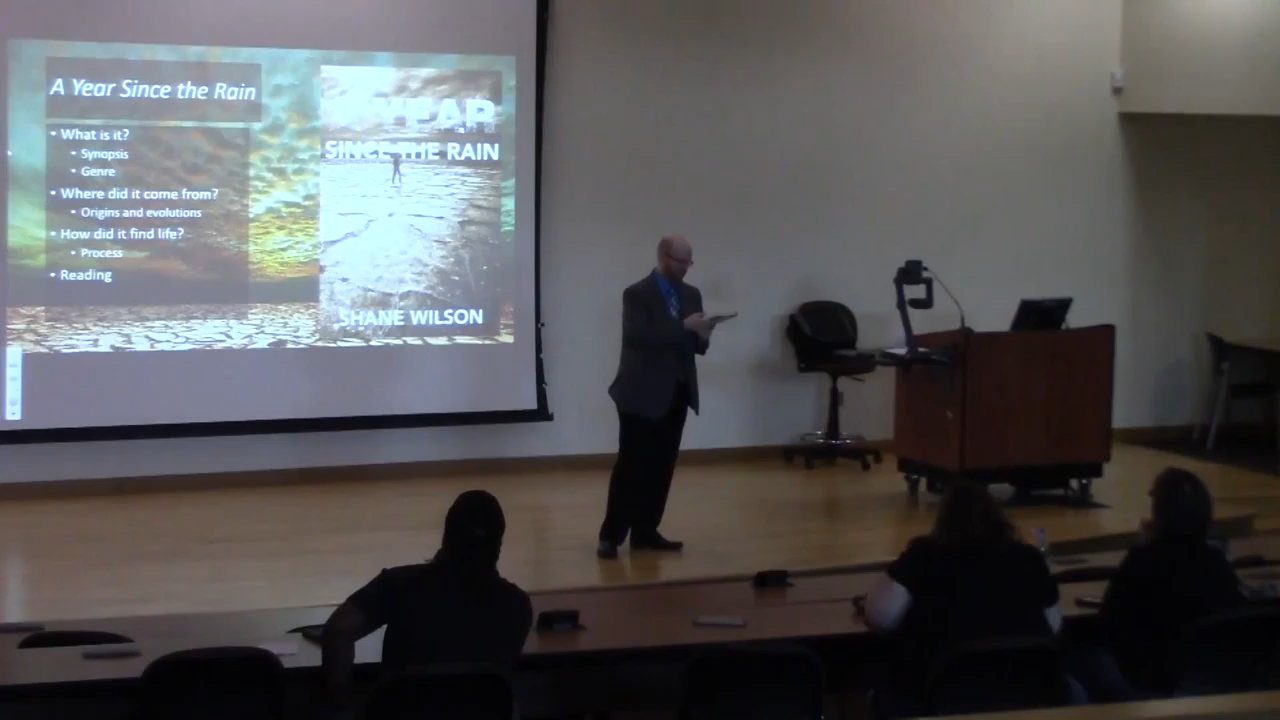 A Year Since the Rain
• What is it?
• Synopsis
• Genre
• Where did it come from?
• Origins and evolutions
• How did it find life?
• Process
• Reading
YEAR
SINCE THE RAIN
SHANE WILSON